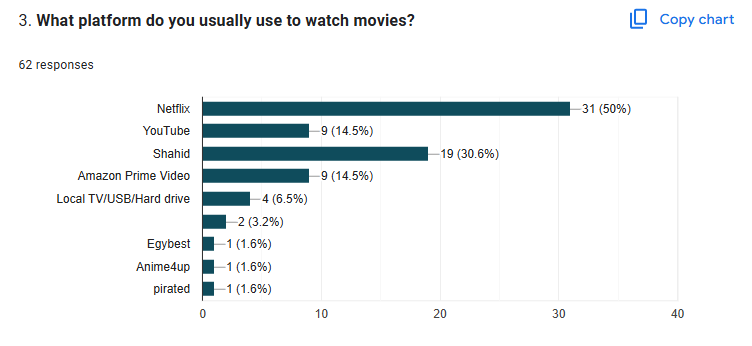 3. What platform do you usually use to watch movies?
Copy chart
62 responses
Netflix 31 (50%)
YouTube 9 (14.5%)
Shahid 19 (30.6%)
Amazon Prime Video 9 (14.5%)
Local TV/USB/Hard drive 4 (6.5%)
2 (3.2%)
Egybest 1 (1.6%)
Anime4up 1 (1.6%)
pirated 1 (1.6%)
0 10 20 30 40